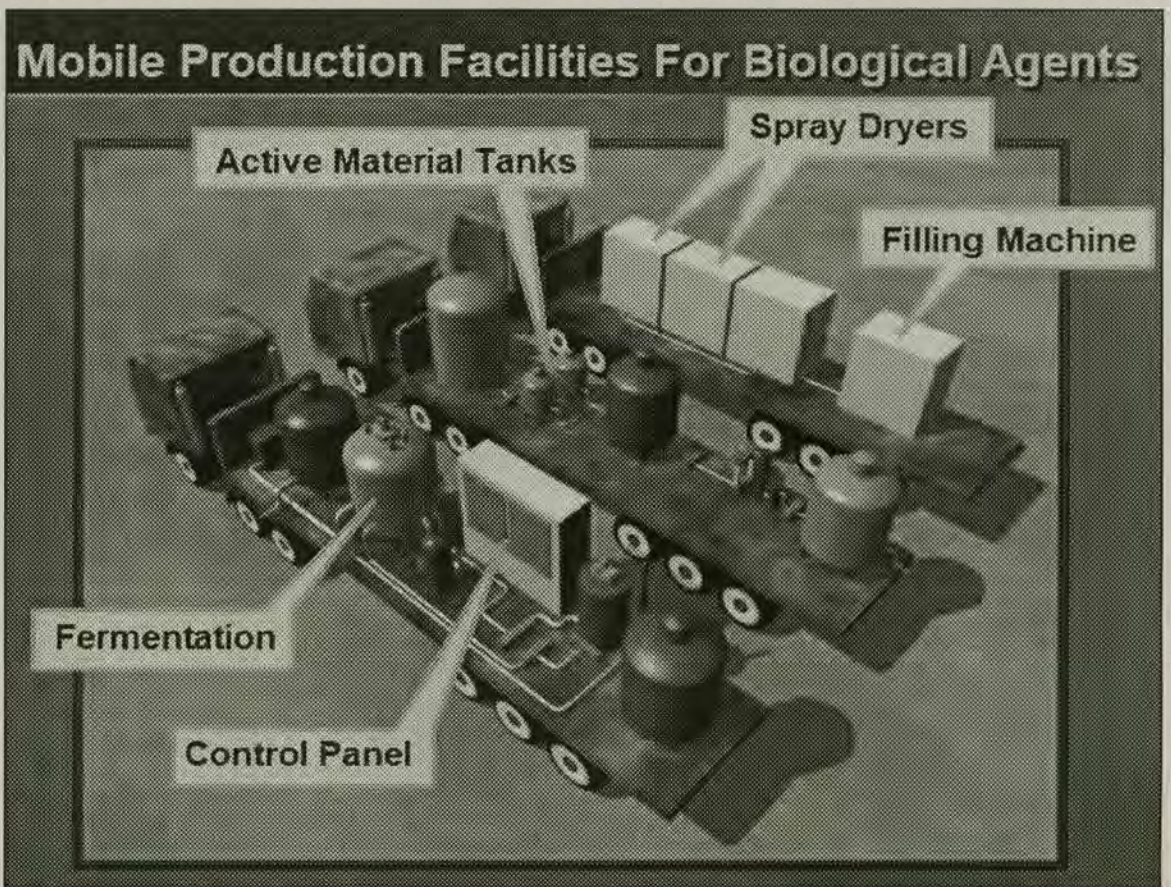 Mobile Production Facilities For Biological Agents
Spray Dryers
Active Material Tanks
Filling Machine
Fermentation
Control Panel